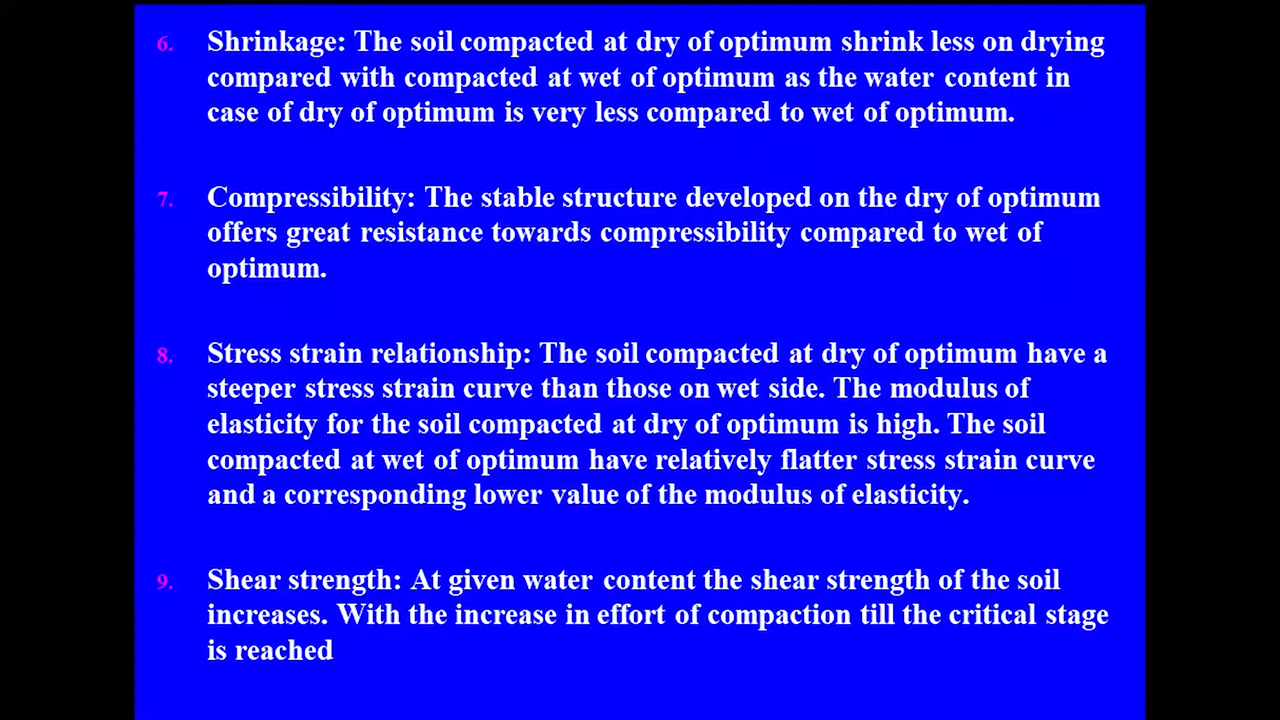 6. Shrinkage: The soil compacted at dry of optimum shrink less on drying
compared with compacted at wet of optimum as the water content in
case of dry of optimum is very less compared to wet of optimum.
7. Compressibility: The stable structure developed on the dry of optimum
offers great resistance towards compressibility compared to wet of
optimum.
8. Stress strain relationship: The soil compacted at dry of optimum have a
steeper stress strain curve than those on wet side. The modulus of
elasticity for the soil compacted at dry of optimum is high. The soil
compacted at wet of optimum have relatively flatter stress strain curve
and a corresponding lower value of the modulus of elasticity.
9. Shear strength: At given water content the shear strength of the soil
increases. With the increase in effort of compaction till the critical stage
is reached